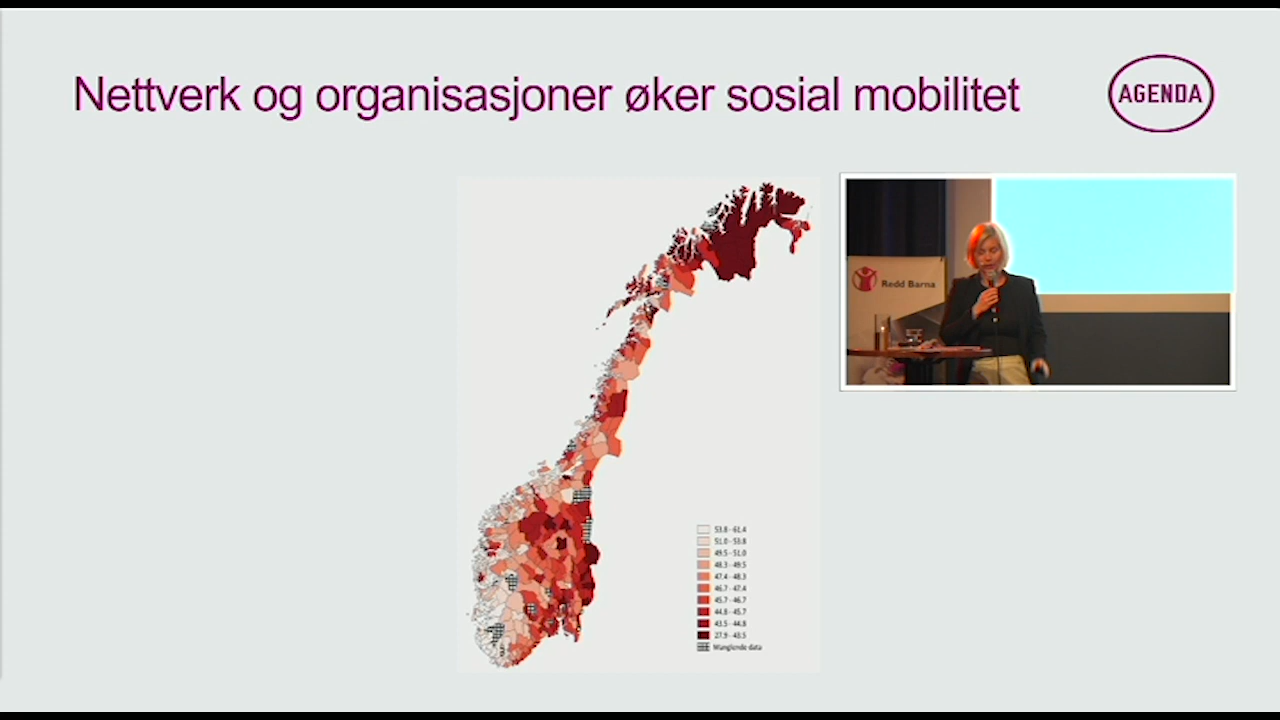 Nettverk og organisasjoner øker sosial mobilitet
AGENDA
Redd Barna
53.8 - 61.4
51.0 - 53.8
49.5 - 51.0
48.3 - 49.5
47.4 - 48.3
46.7 - 47.4
45.7 - 46.7
44.8 - 45.7
43.5 - 44.8
27.9 - 43.5
Manglende data